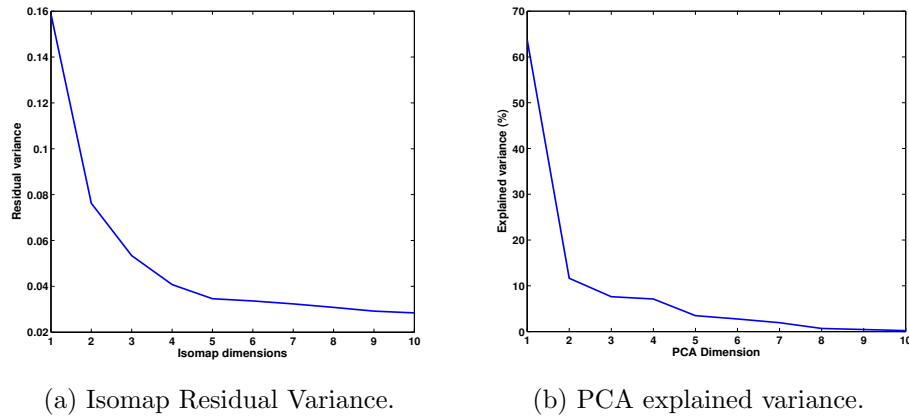 0.16
0.14
0.12
0.1
0.08
0.06
0.04
0.02
Residual variance
1 2 3 4 5 6 7 8 9 10
Isomap dimensions
(a) Isomap Residual Variance.
70
60
50
40
30
20
10
0
Explained variance (%)
1 2 3 4 5 6 7 8 9 10
PCA Dimension
(b) PCA explained variance.